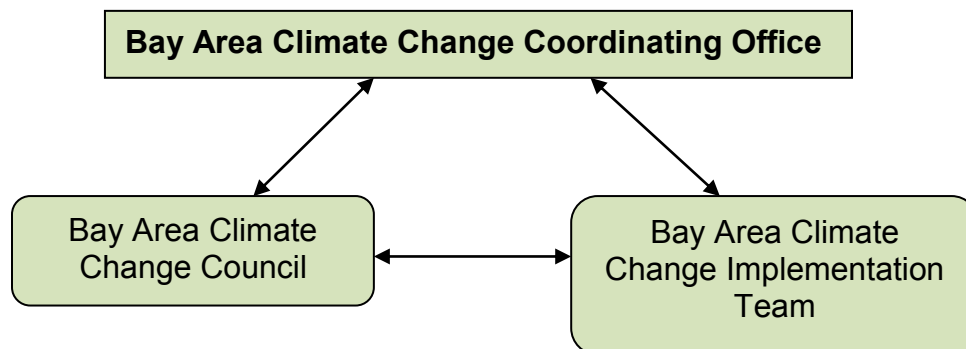 Bay Area Climate Change Coordinating Office
Bay Area Climate
Change Council
Bay Area Climate
Change Implementation
Team